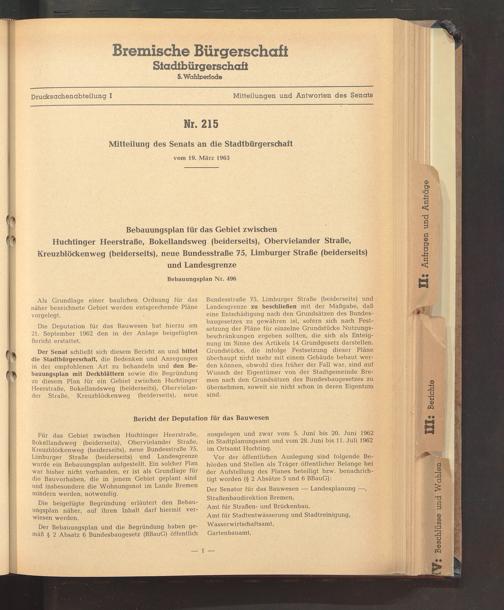 Bremische Bürgerschaft
Stadtbürgerschaft
5. Wahlperiode
Drucksachenabteilung I
Mitteilungen und Antworten des Senats
Nr. 215
Mitteilung des Senats an die Stadtbürgerschaft
vom 19. März 1963
Bebauungsplan für das Gebiet zwischen
Huchtinger Heerstraße, Bokellandsweg (beiderseits), Obervielander Straße,
Kreuzblöckenweg (beiderseits), neue Bundesstraße 75, Limburger Straße (beiderseits)
und Landesgrenze
Bebauungsplan Nr. 496
Als Grundlage einer baulichen Ordnung für das
näher bezeichnete Gebiet werden entsprechende Pläne
vorgelegt.
Die Deputation für das Bauwesen hat hierzu am
21. September 1962 den in der Anlage beigefügten
Bericht erstattet.
Der Senat schließt sich diesem Bericht an und bittet
die Stadtbürgerschaft, die Bedenken und Anregungen
in der empfohlenen Art zu behandeln und den Be-
bauungsplan mit Deckblättern sowie die Begründung
zu diesem Plan für ein Gebiet zwischen Huchtinger
Heerstraße, Bokellandsweg (beiderseits), Obervielan-
der Straße, Kreuzblöckenweg (beiderseits), neue
Bundesstraße 75, Limburger Straße (beiderseits) und
Landesgrenze zu beschließen mit der Maßgabe, daß
eine Entschädigung nach den Grundsätzen des Bundes-
baugesetzes zu gewähren ist, sofern sich nach Fest-
setzung der Pläne für einzelne Grundstücke Nutzungs-
beschränkungen ergeben sollten, die sich als Enteig-
nung im Sinne des Artikels 14 Grundgesetz darstellen.
Grundstücke, die infolge Festsetzung dieser Pläne
überhaupt nicht mehr mit einem Gebäude bebaut wer-
den können, obwohl dies früher der Fall war, sind auf
Wunsch der Eigentümer von der Stadtgemeinde Bre-
men nach den Grundsätzen des Bundesbaugesetzes zu
übernehmen, soweit sie nicht schon in deren Eigentum
sind.
Bericht der Deputation für das Bauwesen
Für das Gebiet zwischen Huchtinger Heerstraße,
Bokellandsweg (beiderseits), Obervielander Straße,
Kreuzblöckenweg (beiderseits), neue Bundesstraße 75,
Limburger Straße (beiderseits) und Landesgrenze
wurde ein Bebauungsplan aufgestellt. Ein solcher Plan
war bisher nicht vorhanden, er ist als Grundlage für
die Bauvorhaben, die in jenem Gebiet geplant sind
und insbesondere die Wohnungsnot im Lande Bremen
mindern werden, notwendig.
Die beigefügte Begründung erläutert den Bebau-
ungsplan näher, auf ihren Inhalt darf hiermit ver-
wiesen werden.
Der Bebauungsplan und die Begründung haben ge-
mäß § 2 Absatz 6 Bundesbaugesetz (BBauG) öffentlich
ausgelegen und zwar vom 5. Juni bis 20. Juni 1962
im Stadtplanungsamt und vom 28. Juni bis 11. Juli 1962
im Ortsamt Huchting.
Vor der öffentlichen Auslegung sind folgende Be-
hörden und Stellen als Träger öffentlicher Belange bei
der Aufstellung des Planes beteiligt bzw. benachrich-
tigt worden (§ 2 Absätze 5 und 6 BBauG):
Der Senator für das Bauwesen — Landesplanung —,
Straßenbaudirektion Bremen,
Amt für Straßen- und Brückenbau,
Amt für Stadtentwässerung und Stadtreinigung,
Wasserwirtschaftsamt,
Gartenbauamt,
— 1 —
II: Anfragen und Anträge
III: Berichte
IV: Beschlüsse und Wahlen